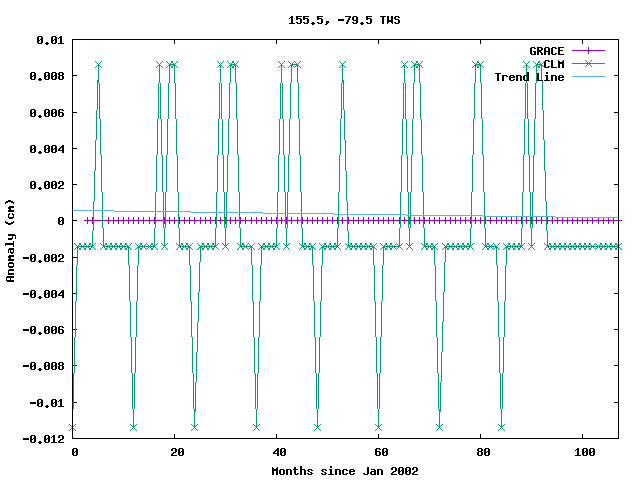 155.5, -79.5 TWS
GRACE
CLM
Trend Line
0.01
0.008
0.006
0.004
0.002
0
-0.002
-0.004
-0.006
-0.008
-0.01
-0.012
Anomaly (cm)
0 20 40 60 80 100
Months since Jan 2002